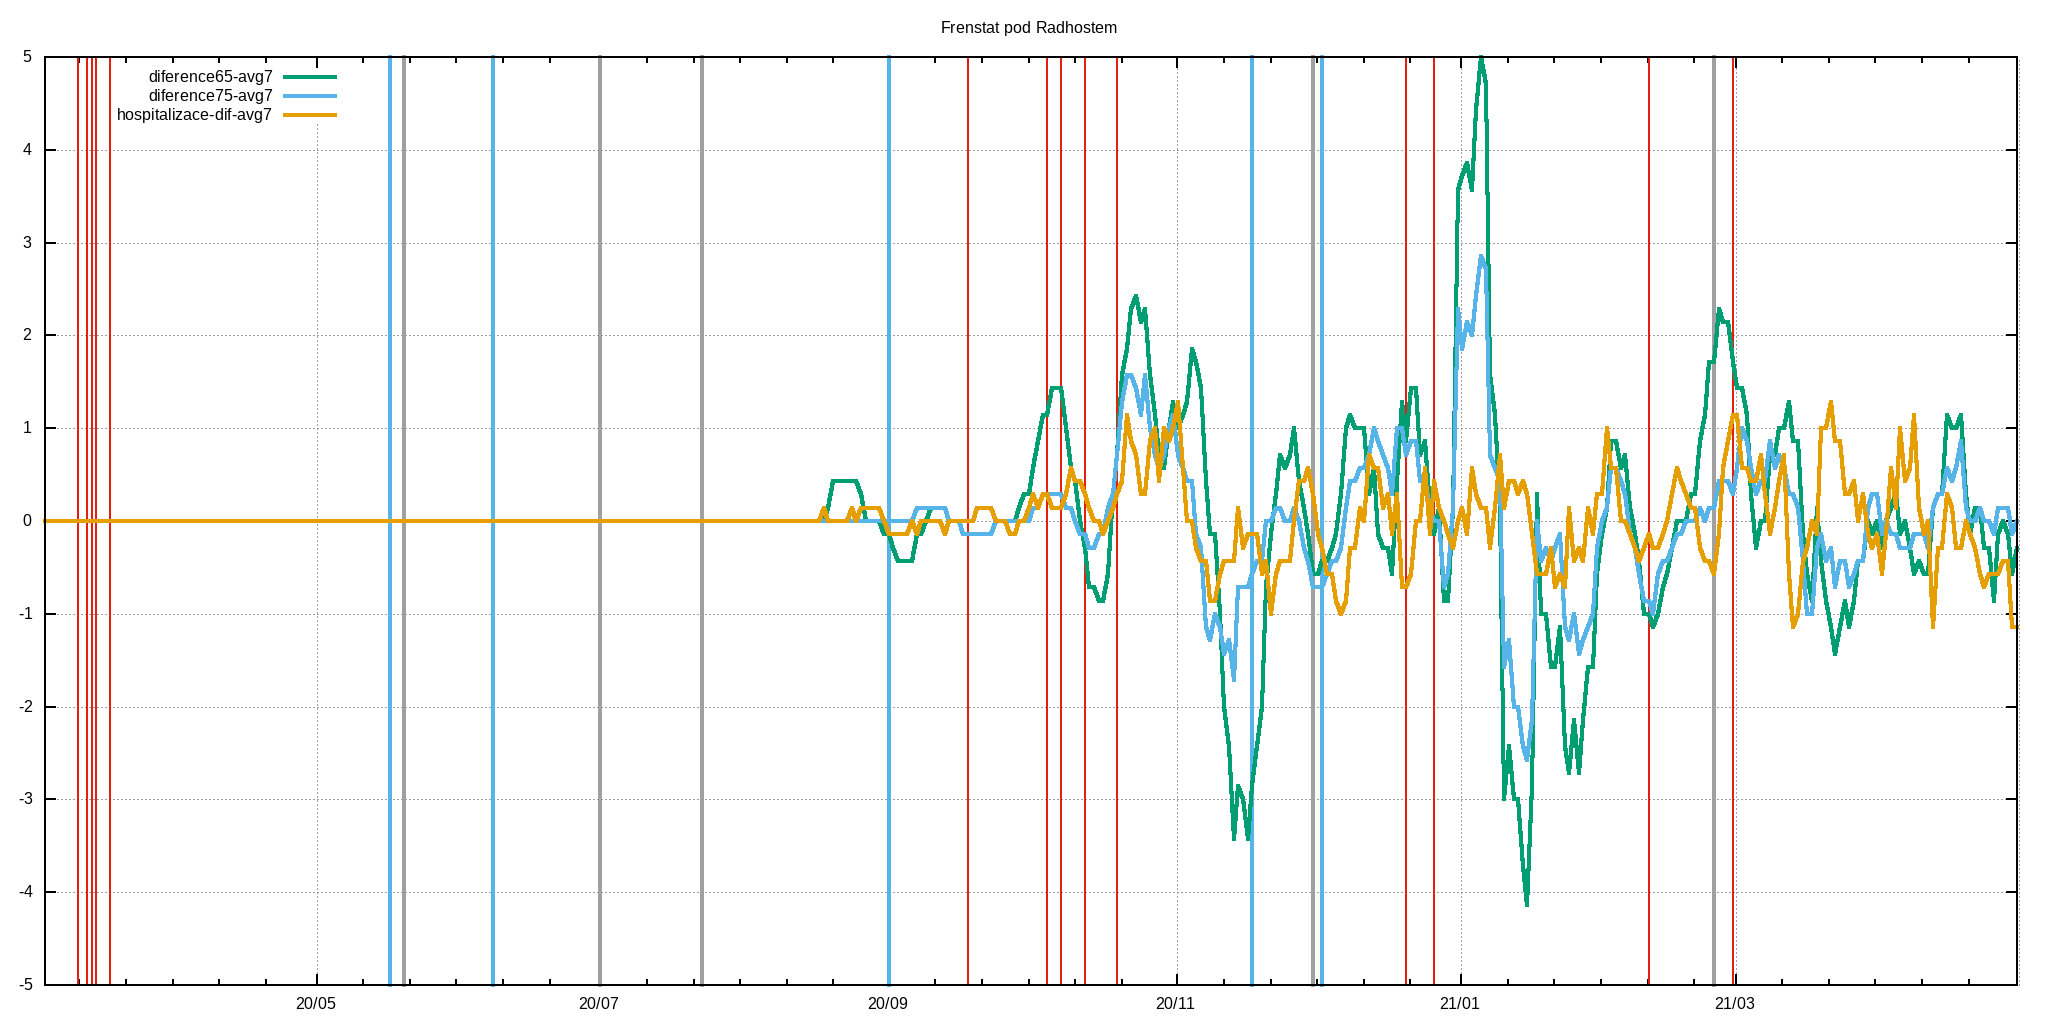 Frenstat pod Radhostem
5
diference65-avg7
diference75-avg7
hospitalizace-dif-avg7
4
3
2
1
0
-1
-2
-3
-4
-5
20/05 20/07 20/09 20/11 21/01 21/03